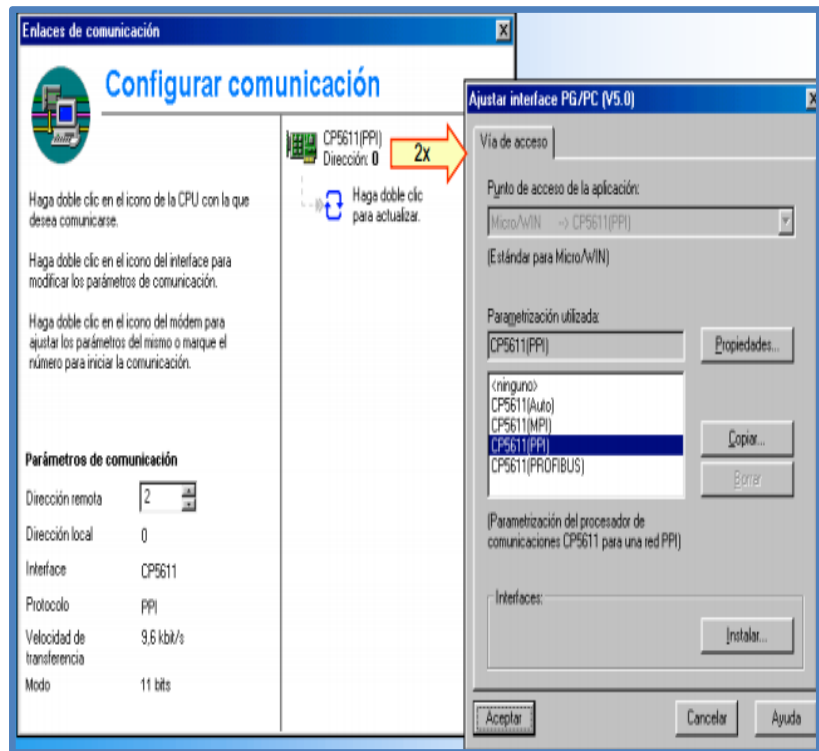 Enlaces de comunicación
Configurar comunicación
CP5611(PPI)
Dirección: 0
2x
Haga doble clic
para actualizar.
Haga doble clic en el icono de la CPU con la que
desea comunicarse.
Haga doble clic en el icono del interface para
modificar los parámetros de comunicación.
Haga doble clic en el icono del módem para
ajustar los parámetros del mismo o marque el
número para iniciar la comunicación.
Parámetros de comunicación
Dirección remota 2
Dirección local 0
Interface CP5611
Protocolo PPI
Velocidad de
transferencia 9,6 kbit/s
Modo 11 bits
Ajustar interface PG/PC (V5.0)
Vía de acceso
Punto de acceso de la aplicación:
Micro/WIN -> CP5611(PPI)
(Estándar para Micro/WIN)
Parametrización utilizada:
CP5611(PPI)
Propiedades...
<ninguno>
CP5611(Auto)
CP5611(MPI)
CP5611(PPI)
CP5611(PROFIBUS)
Copiar...
Borrar
(Parametrización del procesador de
comunicaciones CP5611 para una red PPI)
Interfaces:
Instalar...
Aceptar
Cancelar
Ayuda